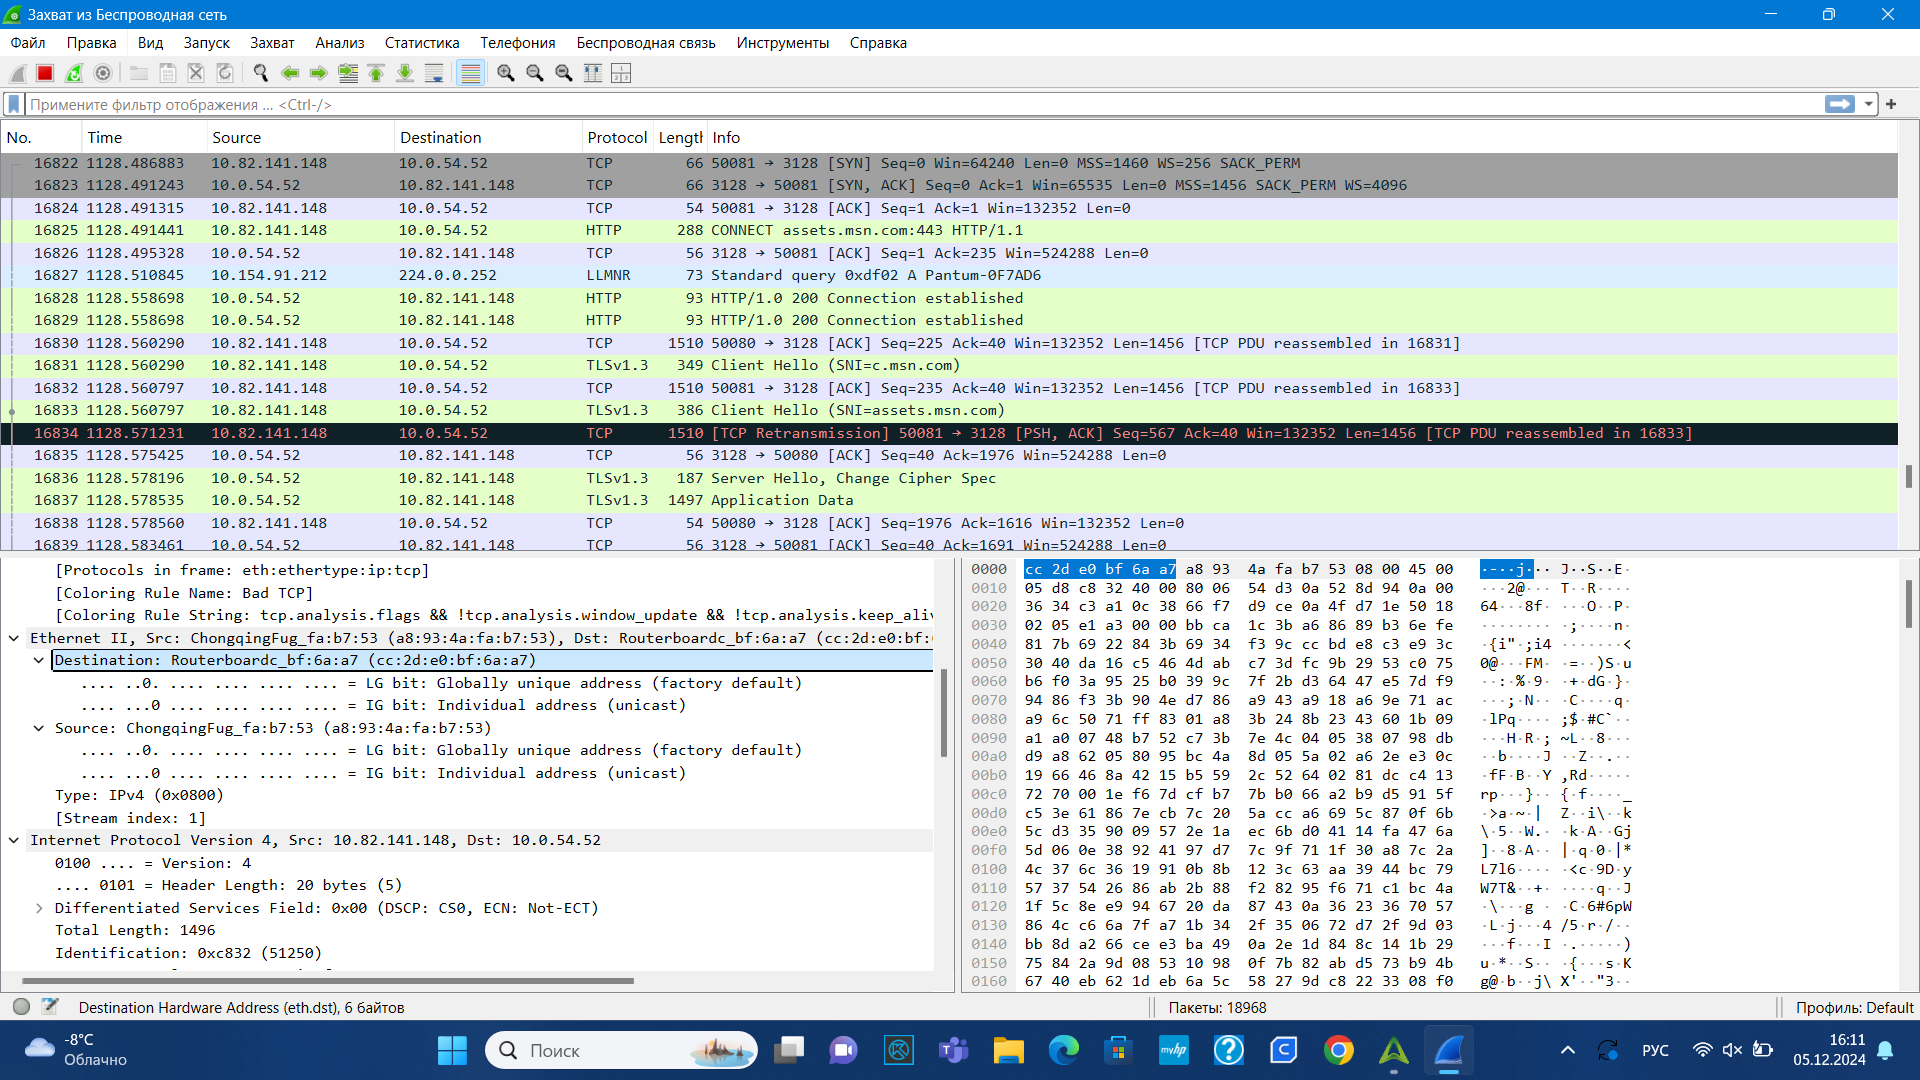 Захват из Беспроводная сеть
Файл Правка Вид Запуск Захват Анализ Статистика Телефония Беспроводная связь Инструменты Справка
Примените фильтр отображения ... <Ctrl-/>
No. Time Source Destination Protocol Length Info
16822 1128.486883 10.82.141.148 10.0.54.52 TCP 66 50081 → 3128 [SYN] Seq=0 Win=64240 Len=0 MSS=1460 WS=256 SACK_PERM
16823 1128.491243 10.0.54.52 10.82.141.148 TCP 66 3128 → 50081 [SYN, ACK] Seq=0 Ack=1 Win=65535 Len=0 MSS=1456 SACK_PERM WS=4096
16824 1128.491315 10.82.141.148 10.0.54.52 TCP 54 50081 → 3128 [ACK] Seq=1 Ack=1 Win=132352 Len=0
16825 1128.491441 10.82.141.148 10.0.54.52 HTTP 288 CONNECT assets.msn.com:443 HTTP/1.1
16826 1128.495328 10.0.54.52 10.82.141.148 TCP 56 3128 → 50081 [ACK] Seq=1 Ack=235 Win=524288 Len=0
16827 1128.510845 10.154.91.212 224.0.0.252 LLMNR 73 Standard query 0xdf02 A Pantum-0F7AD6
16828 1128.558698 10.0.54.52 10.82.141.148 HTTP 93 HTTP/1.0 200 Connection established
16829 1128.558698 10.0.54.52 10.82.141.148 HTTP 93 HTTP/1.0 200 Connection established
16830 1128.560290 10.82.141.148 10.0.54.52 TCP 1510 50080 → 3128 [ACK] Seq=225 Ack=40 Win=132352 Len=1456 [TCP PDU reassembled in 16831]
16831 1128.560290 10.82.141.148 10.0.54.52 TLSv1.3 349 Client Hello (SNI=c.msn.com)
16832 1128.560797 10.82.141.148 10.0.54.52 TCP 1510 50081 → 3128 [ACK] Seq=235 Ack=40 Win=132352 Len=1456 [TCP PDU reassembled in 16833]
16833 1128.560797 10.82.141.148 10.0.54.52 TLSv1.3 386 Client Hello (SNI=assets.msn.com)
16834 1128.571231 10.82.141.148 10.0.54.52 TCP 1510 [TCP Retransmission] 50081 → 3128 [PSH, ACK] Seq=567 Ack=40 Win=132352 Len=1456 [TCP PDU reassembled in 16833]
16835 1128.575425 10.0.54.52 10.82.141.148 TCP 56 3128 → 50080 [ACK] Seq=40 Ack=1976 Win=524288 Len=0
16836 1128.578196 10.0.54.52 10.82.141.148 TLSv1.3 187 Server Hello, Change Cipher Spec
16837 1128.578535 10.0.54.52 10.82.141.148 TLSv1.3 1497 Application Data
16838 1128.578560 10.82.141.148 10.0.54.52 TCP 54 50080 → 3128 [ACK] Seq=1976 Ack=1616 Win=132352 Len=0
16839 1128.583461 10.0.54.52 10.82.141.148 TCP 56 3128 → 50081 [ACK] Seq=40 Ack=1691 Win=524288 Len=0
[Protocols in frame: eth:ethertype:ip:tcp]
[Coloring Rule Name: Bad TCP]
[Coloring Rule String: tcp.analysis.flags && !tcp.analysis.window_update && !tcp.analysis.keep_aliv
Ethernet II, Src: ChongqingFug_fa:b7:53 (a8:93:4a:fa:b7:53), Dst: Routerboardc_bf:6a:a7 (cc:2d:e0:bf:
Destination: Routerboardc_bf:6a:a7 (cc:2d:e0:bf:6a:a7)
.... ..0. .... .... .... .... = LG bit: Globally unique address (factory default)
.... ...0 .... .... .... .... = IG bit: Individual address (unicast)
Source: ChongqingFug_fa:b7:53 (a8:93:4a:fa:b7:53)
.... ..0. .... .... .... .... = LG bit: Globally unique address (factory default)
.... ...0 .... .... .... .... = IG bit: Individual address (unicast)
Type: IPv4 (0x0800)
[Stream index: 1]
Internet Protocol Version 4, Src: 10.82.141.148, Dst: 10.0.54.52
0100 .... = Version: 4
.... 0101 = Header Length: 20 bytes (5)
Differentiated Services Field: 0x00 (DSCP: CS0, ECN: Not-ECT)
Total Length: 1496
Identification: 0xc832 (51250)
0000 cc 2d e0 bf 6a a7 a8 93 4a fa b7 53 08 00 45 00 ·-··j··· J··S··E·
0010 05 d8 c8 32 40 00 80 06 54 d3 0a 52 8d 94 0a 00 ···2@··· T··R····
0020 36 34 c3 a1 0c 38 66 f7 d9 ce 0a 4f d7 1e 50 18 64···8f· ···O··P·
0030 02 05 e1 a3 00 00 bb ca 1c 3b a6 86 89 b3 6e fe ········ ·;····n·
0040 81 7b 69 22 84 3b 69 34 f3 9c cc bd e8 c3 e9 3c ·{i"·;i4 ·······<
0050 30 40 da 16 c5 46 4d ab c7 3d fc 9b 29 53 c0 75 0@···FM· ·=··)S·u
0060 b6 f0 3a 95 25 b0 39 9c 7f 2b d3 64 47 e5 7d f9 ··:·%·9· ·+·dG·}·
0070 94 86 f3 3b 90 4e d7 86 a9 43 a9 18 a6 9e 71 ac ···;·N·· ·C····q·
0080 a9 6c 50 71 ff 83 01 a8 3b 24 8b 23 43 60 1b 09 ·lPq···· ;$·#C`··
0090 a1 a0 07 48 b7 52 c7 3b 7e 4c 04 05 38 07 98 db ···H·R·; ~L··8···
00a0 d9 a8 62 05 80 95 bc 4a 8d 05 5a 02 a6 2e e3 0c ··b····J ··Z··.··
00b0 19 66 46 8a 42 15 b5 59 2c 52 64 02 81 dc c4 13 ·fF·B··Y ,Rd·····
00c0 72 70 00 1e f6 7d cf b7 7b b0 66 a2 b9 d5 91 5f rp···}·· {·f····_
00d0 c5 3e 61 86 7e cb 7c 20 5a cc a6 69 5c 87 0f 6b ·>a·~·|  Z··i\··k
00e0 5c d3 35 90 09 57 2e 1a ec 6b d0 41 14 fa 47 6a \·5··W.· ·k·A··Gj
00f0 5d 06 0e 38 92 41 97 d7 7c 9f 71 1f 30 a8 7c 2a ]··8·A·· |·q·0·|*
0100 4c 37 6c 36 19 91 0b 8b 12 3c 63 aa 39 44 bc 79 L7l6···· ·<c·9D·y
0110 57 37 54 26 86 ab 2b 88 f2 82 95 f6 71 c1 bc 4a W7T&··+· ····q··J
0120 1f 5c 8e e9 94 67 20 da 87 43 0a 36 23 36 70 57 ·\···g · ·C·6#6pW
0130 86 4c c6 6a 7f a7 1b 34 2f 35 06 72 d7 2f 9d 03 ·L·j···4 /5·r·/··
0140 bb 8d a2 66 ce e3 ba 49 0a 2e 1d 84 8c 14 1b 29 ···f···I ·.·····)
0150 75 84 2a 9d 08 53 10 98 0f 7b 82 ab d5 73 b9 4b u·*··S·· ·{···s·K
0160 67 40 eb 62 1d eb 6a 5c 58 27 9d c8 22 33 08 f0 g@·b··j\ X'··"3··
Destination Hardware Address (eth.dst), 6 байтов
Пакеты: 18968
Профиль: Default
-8°C
Облачно
Поиск
РУС
16:11
05.12.2024